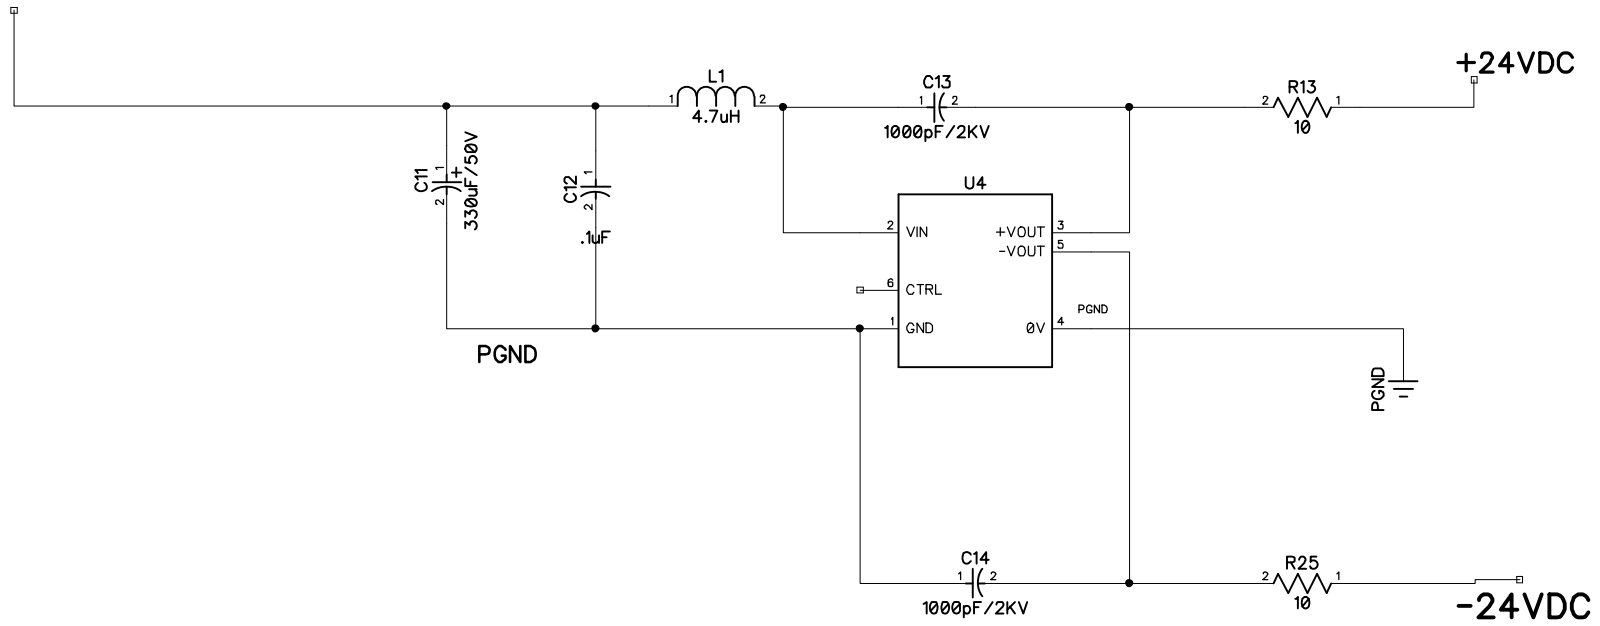 +24VDC
L1
1
2
4.7uH
C13
1
2
1000pF/2KV
R13
2
1
10
C11
1
+
2
330uF/50V
C12
1
2
.1uF
U4
2
VIN
+VOUT
3
-VOUT
5
6
CTRL
PGND
1
GND
0V
4
PGND
PGND
C14
1
2
1000pF/2KV
R25
2
1
10
-24VDC